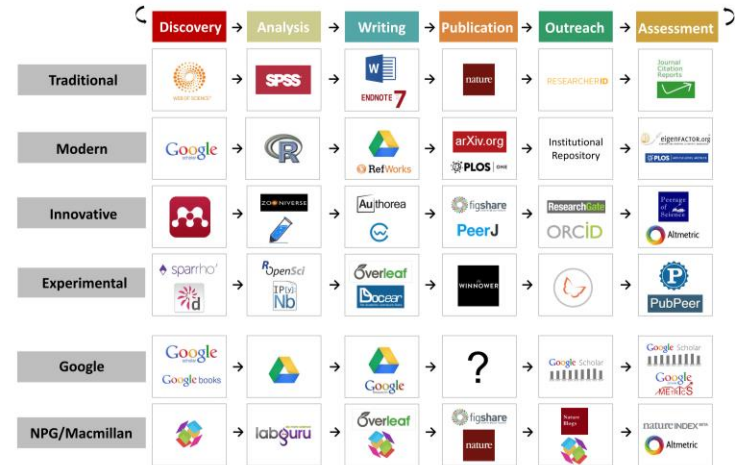 Discovery
Analysis
Writing
Publication
Outreach
Assessment
Traditional
WEB OF SCIENCE
SPSS
W
ENDNOTE 7
nature
RESEARCHERID
Journal
Citation
Reports
Modern
Google
R
RefWorks
arXiv.org
PLOS ONE
Institutional
Repository
eigenFACTOR.org
PLOS
Innovative
ZOONIVERSE
Authorea
figshare
PeerJ
ResearchGate
ORCID
Peerage
of
Science
Altmetric
Experimental
sparrho
id
ROpenSci
IP[y]:
Nb
Overleaf
Docear
WINNOWER
P
PubPeer
Google
Google
Google books
Google
?
Google Scholar
Google Scholar
Google
METRICS
NPG/Macmillan
labguru
Overleaf
figshare
nature
Nature
Blogs
nature INDEX
Altmetric